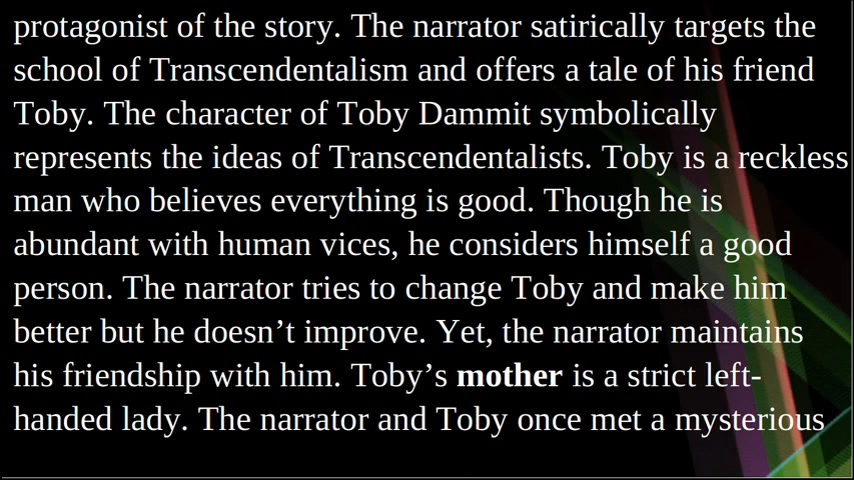 protagonist of the story. The narrator satirically targets the
school of Transcendentalism and offers a tale of his friend
Toby. The character of Toby Dammit symbolically
represents the ideas of Transcendentalists. Toby is a reckless
man who believes everything is good. Though he is
abundant with human vices, he considers himself a good
person. The narrator tries to change Toby and make him
better but he doesn’t improve. Yet, the narrator maintains
his friendship with him. Toby’s mother is a strict left-
handed lady. The narrator and Toby once met a mysterious